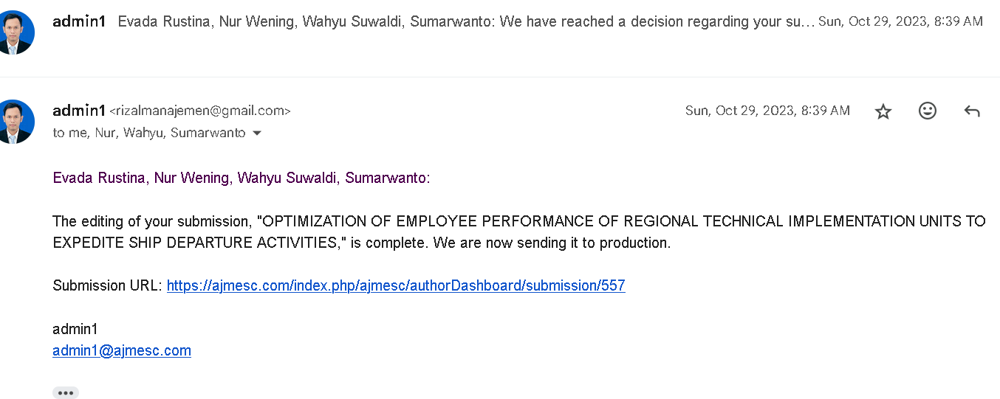 admin1 Evada Rustina, Nur Wening, Wahyu Suwaldi, Sumarwanto: We have reached a decision regarding your su... Sun, Oct 29, 2023, 8:39 AM
admin1 <rizalmanajemen@gmail.com> Sun, Oct 29, 2023, 8:39 AM
to me, Nur, Wahyu, Sumarwanto
Evada Rustina, Nur Wening, Wahyu Suwaldi, Sumarwanto:
The editing of your submission, "OPTIMIZATION OF EMPLOYEE PERFORMANCE OF REGIONAL TECHNICAL IMPLEMENTATION UNITS TO
EXPEDITE SHIP DEPARTURE ACTIVITIES," is complete. We are now sending it to production.
Submission URL: https://ajmesc.com/index.php/ajmesc/authorDashboard/submission/557
admin1
admin1@ajmesc.com